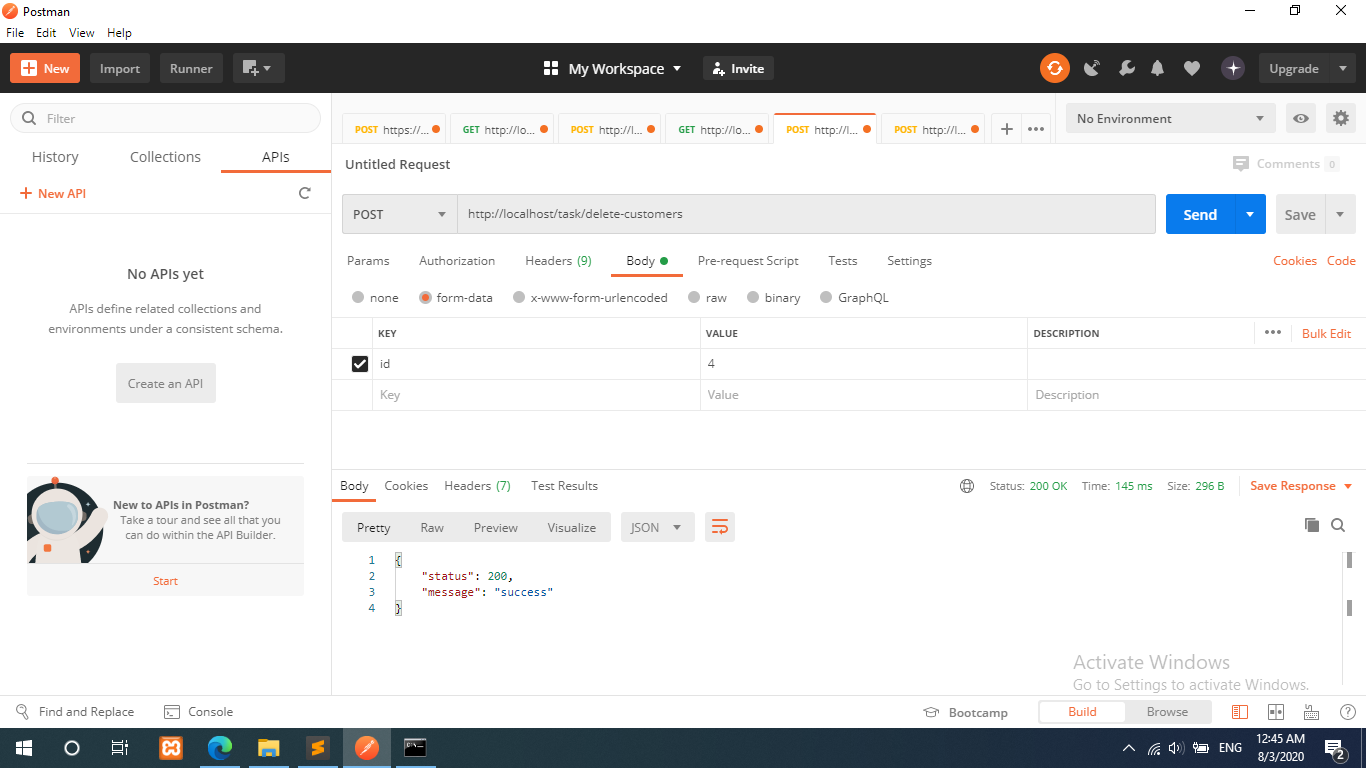 Postman
File Edit View Help
New Import Runner My Workspace Invite Upgrade
Filter
History Collections APIs
New API
No APIs yet
APIs define related collections and
environments under a consistent schema.
Create an API
New to APIs in Postman?
Take a tour and see all that you
can do within the API Builder.
Start
POST https://... GET http://lo... POST http://l... GET http://lo... POST http://l... POST http://l... No Environment
Untitled Request Comments 0
POST http://localhost/task/delete-customers Send Save
Params Authorization Headers (9) Body Pre-request Script Tests Settings Cookies Code
none form-data x-www-form-urlencoded raw binary GraphQL
KEY VALUE DESCRIPTION Bulk Edit
id 4
Key Value Description
Body Cookies Headers (7) Test Results Status: 200 OK Time: 145 ms Size: 296 B Save Response
Pretty Raw Preview Visualize JSON
1 {
2 "status": 200,
3 "message": "success"
4 }
Activate Windows
Go to Settings to activate Windows.
Find and Replace Console Bootcamp Build Browse
ENG 12:45 AM
8/3/2020 2